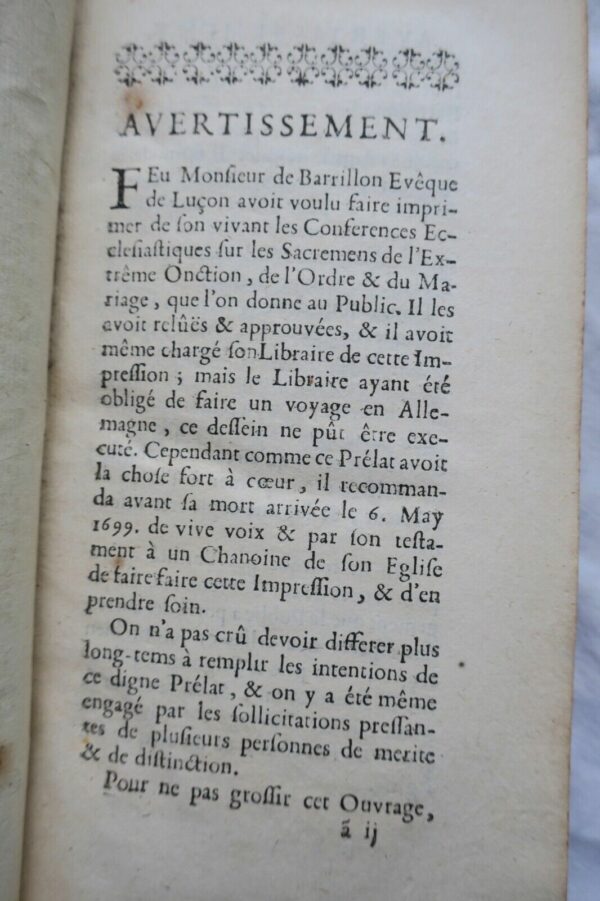 AVERTISSEMENT.
FEu Monſieur de Barrillon Evêque
de Luçon avoit voulu faire impri-
mer de ſon vivant les Conferences Ec-
cleſiaſtiques ſur les Sacremens de l'Ex-
trême Onction, de l'Ordre & du Ma-
riage, que l'on donne au Public. Il les
avoit relûës & approuvées, & il avoit
même chargé ſon Libraire de cette Im-
preſſion ; mais le Libraire ayant été
obligé de faire un voyage en Alle-
magne, ce deſſein ne pût être exe-
cuté. Cependant comme ce Prélat avoit
la choſe fort à cœur, il recomman-
da avant ſa mort arrivée le 6. May
1699. de vive voix & par ſon teſta-
ment à un Chanoine de ſon Egliſe
de faire faire cette Impreſſion, & d'en
prendre ſoin.
On n'a pas crû devoir differer plus
long-tems à remplir les intentions de
ce digne Prélat, & on y a été même
engagé par les ſollicitations preſſan-
tes de pluſieurs perſonnes de merite
& de diſtinction.
Pour ne pas groſſir cet Ouvrage,
ã ij